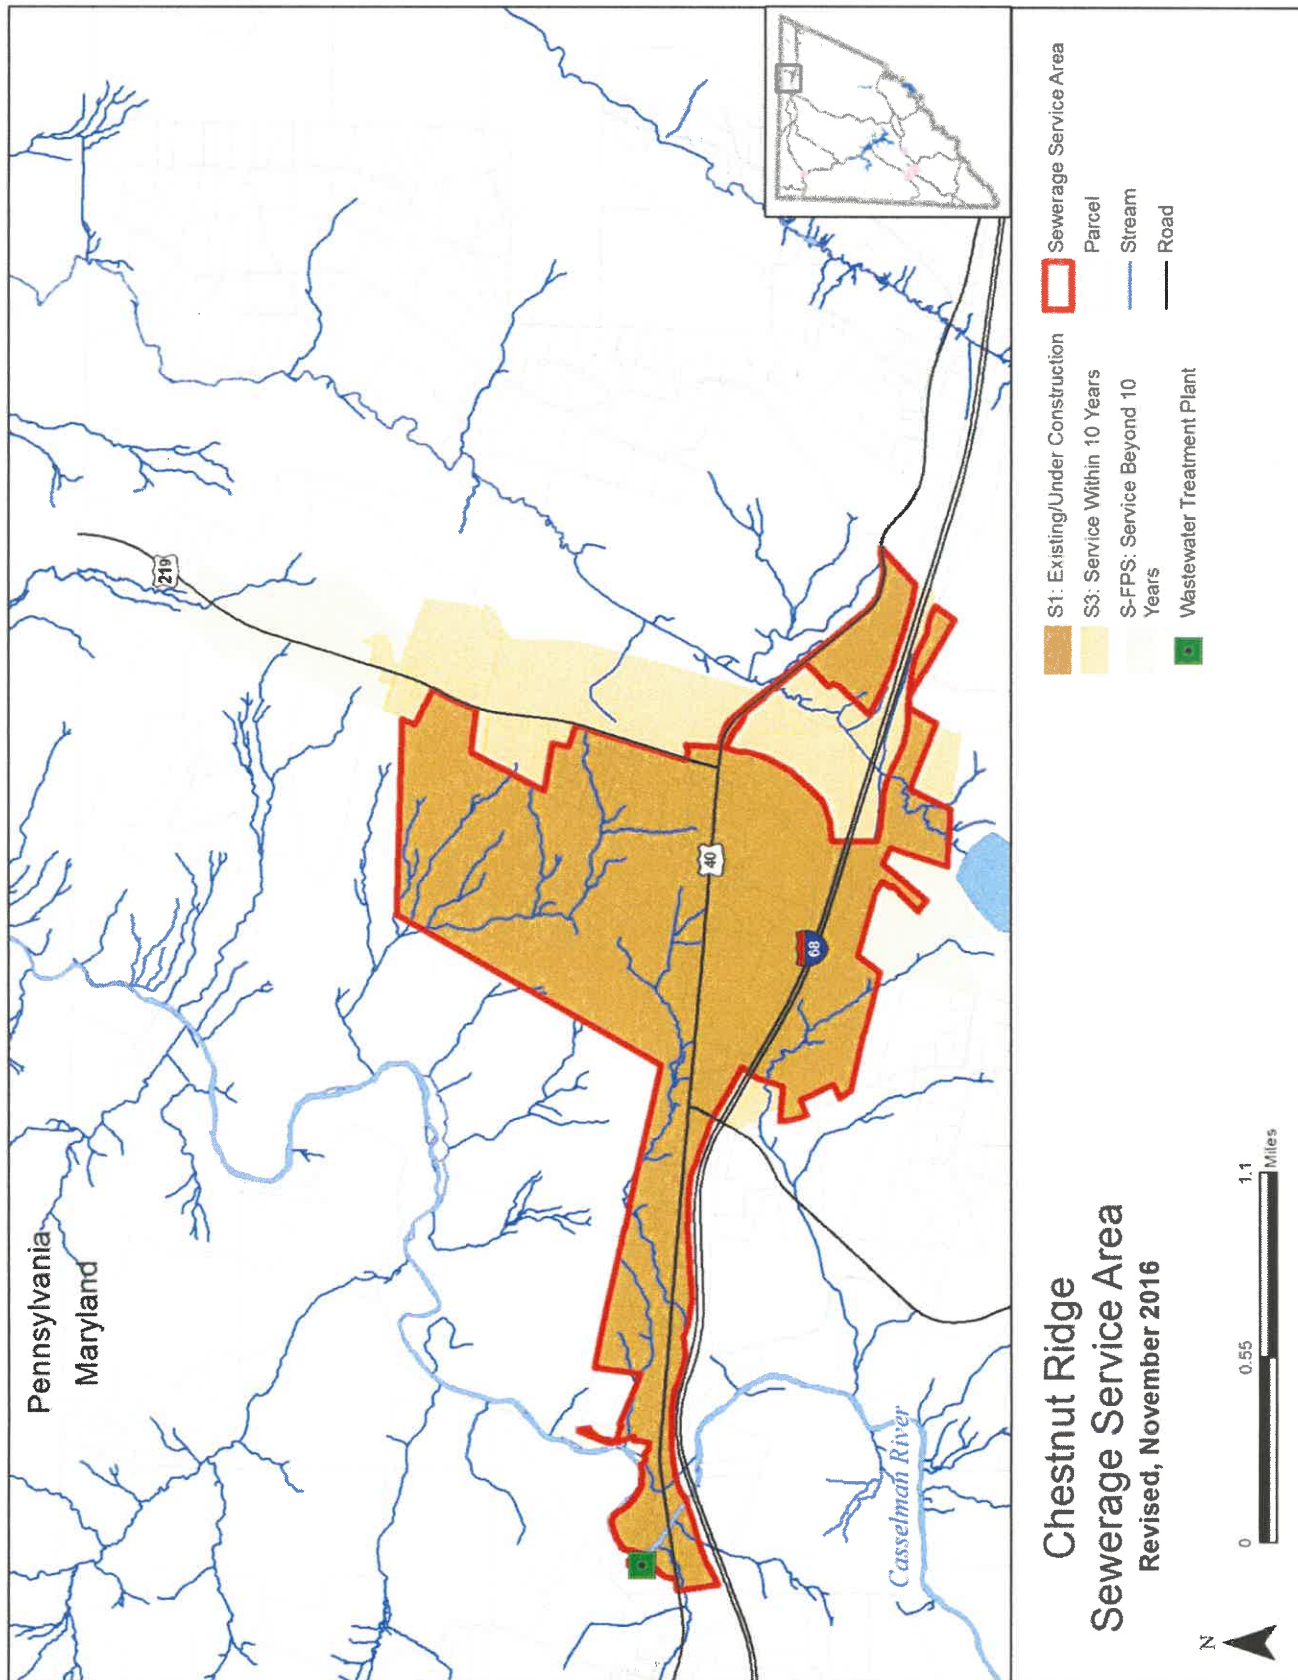 Pennsylvania
Maryland
219
40
68
Casselman River
Chestnut Ridge
Sewerage Service Area
Revised, November 2016
N
0
0.55
1.1
Miles
S1: Existing/Under Construction
S3: Service Within 10 Years
S-FPS: Service Beyond 10
Years
Wastewater Treatment Plant
Sewerage Service Area
Parcel
Stream
Road